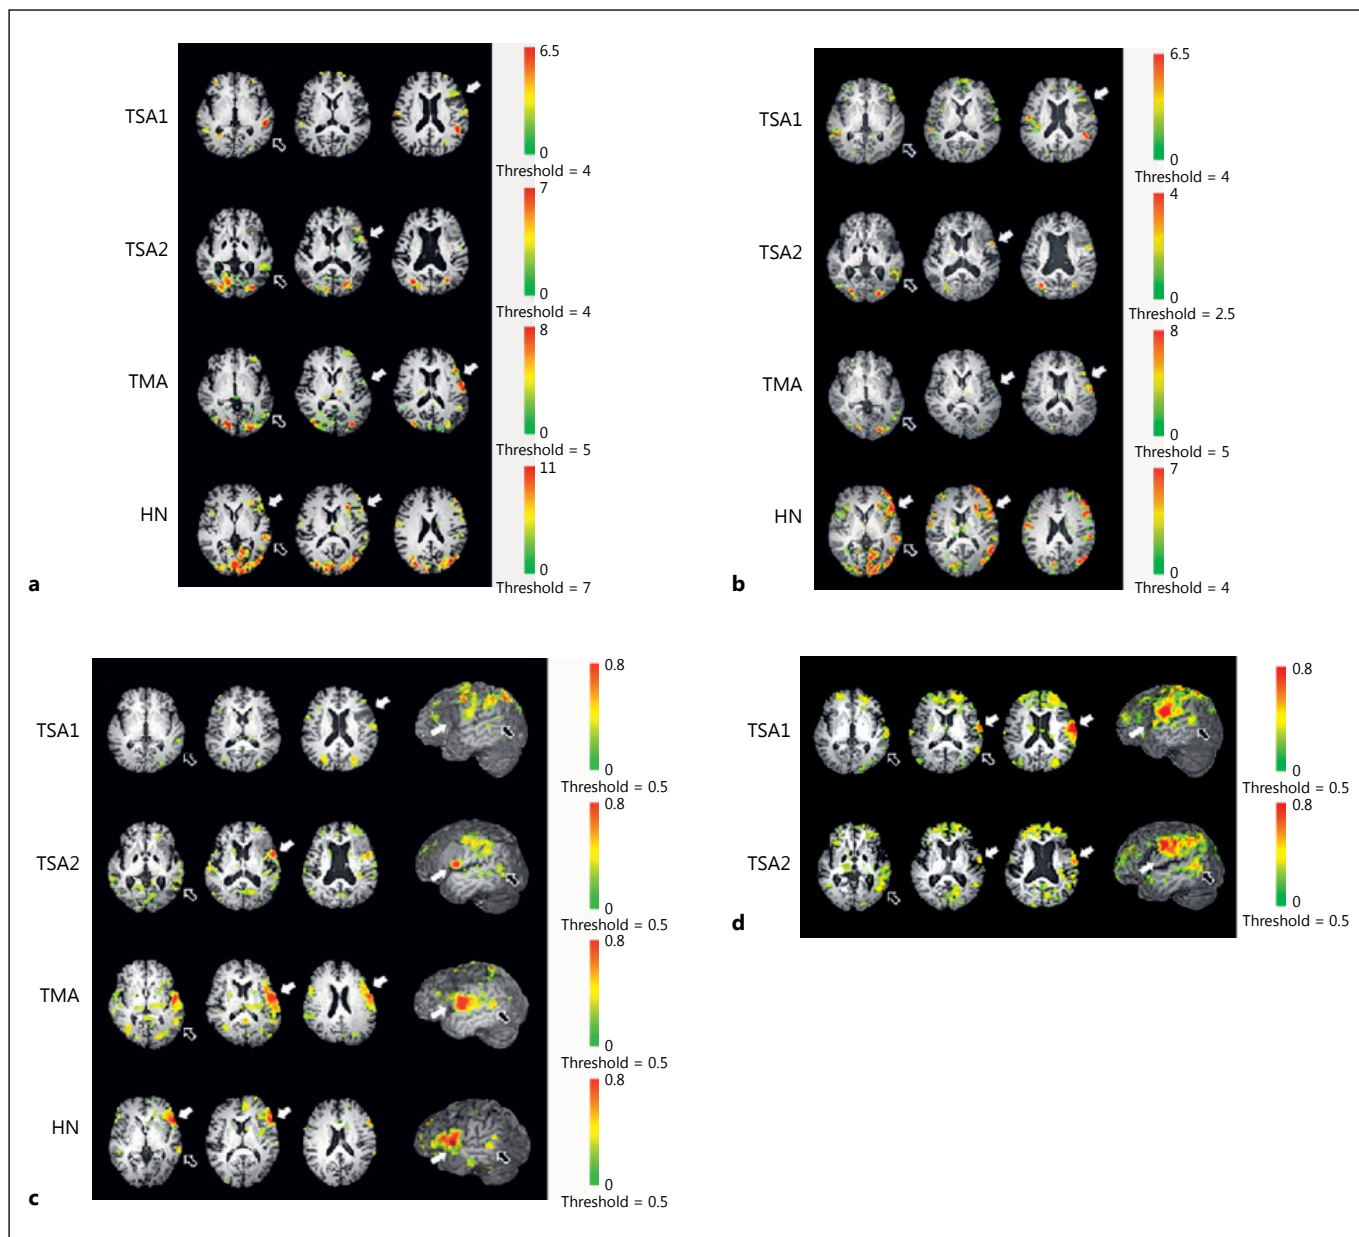 6.5
TSA1
0
Threshold = 4
7
TSA2
0
Threshold = 4
8
TMA
0
Threshold = 5
11
HN
0
Threshold = 7
a
6.5
TSA1
0
Threshold = 4
4
TSA2
0
Threshold = 2.5
8
TMA
0
Threshold = 5
7
HN
0
Threshold = 4
b
0.8
TSA1
0
Threshold = 0.5
0.8
TSA2
0
Threshold = 0.5
0.8
TMA
0
Threshold = 0.5
0.8
HN
0
Threshold = 0.5
c
0.8
TSA1
0
Threshold = 0.5
0.8
TSA2
0
Threshold = 0.5
d